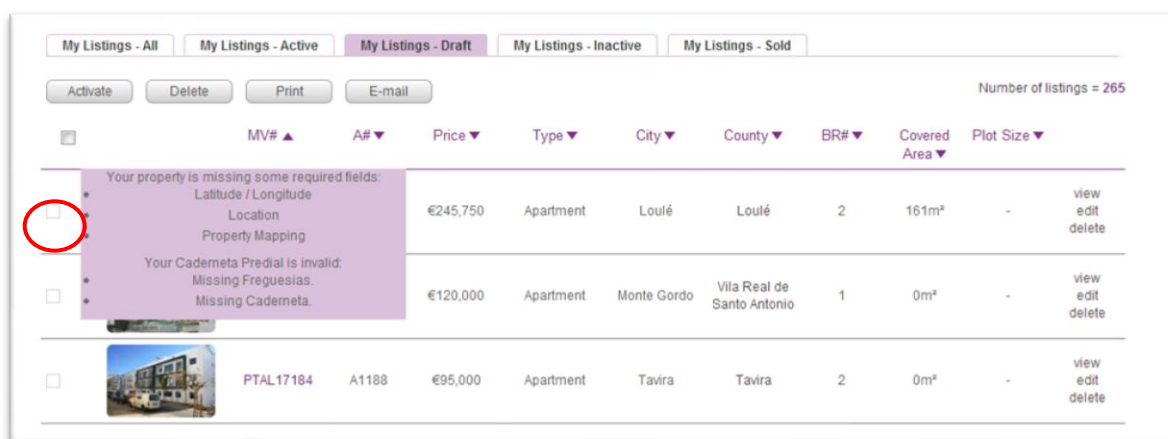 My Listings - All My Listings - Active My Listings - Draft My Listings - Inactive My Listings - Sold
Activate Delete Print E-mail Number of listings = 265
MV# ▲ A# ▼ Price ▼ Type ▼ City ▼ County ▼ BR# ▼ Covered Area ▼ Plot Size ▼
Your property is missing some required fields:
• Latitude / Longitude
• Location
• Property Mapping
Your Caderneta Predial is invalid:
• Missing Freguesias.
• Missing Caderneta.
€245,750 Apartment Loulé Loulé 2 161m² -
view
edit
delete
€120,000 Apartment Monte Gordo Vila Real de Santo Antonio 1 0m² -
view
edit
delete
PTAL17184 A1188 €95,000 Apartment Tavira Tavira 2 0m² -
view
edit
delete